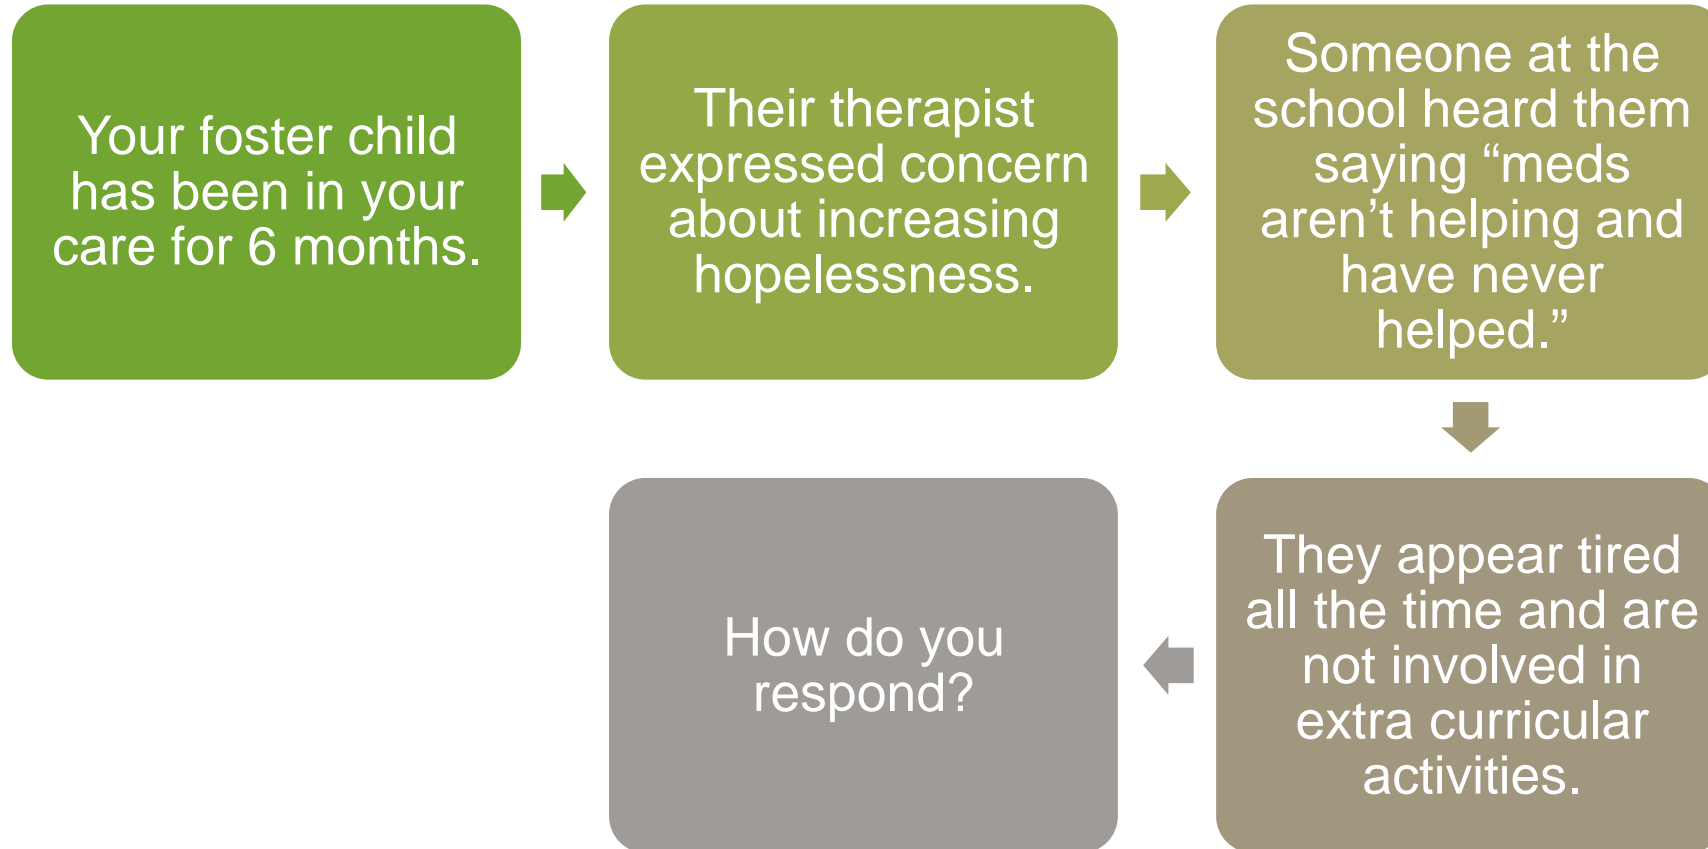 Your foster child
has been in your
care for 6 months.
Their therapist
expressed concern
about increasing
hopelessness.
Someone at the
school heard them
saying “meds
aren’t helping and
have never
helped.”
They appear tired
all the time and are
not involved in
extra curricular
activities.
How do you
respond?